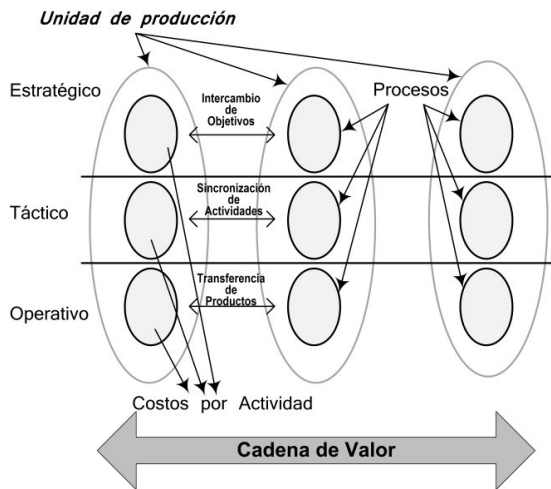 Unidad de producción
Estratégico
Intercambio
de
Objetivos
Procesos
Táctico
Sincronización
de
Actividades
Operativo
Transferencia
de
Productos
Costos por Actividad
Cadena de Valor